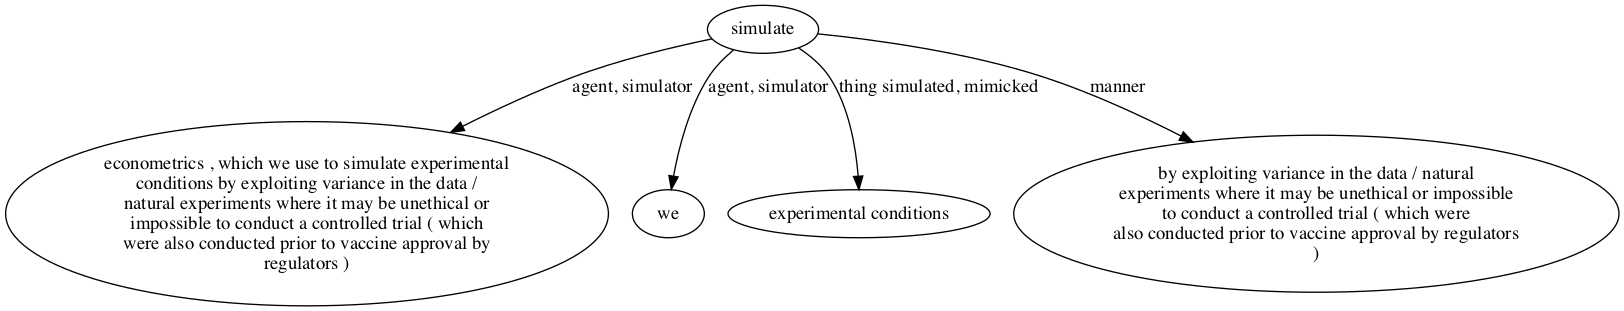 simulate
agent, simulator
agent, simulator
thing simulated, mimicked
manner
econometrics , which we use to simulate experimental
conditions by exploiting variance in the data /
natural experiments where it may be unethical or
impossible to conduct a controlled trial ( which
were also conducted prior to vaccine approval by
regulators )
we
experimental conditions
by exploiting variance in the data / natural
experiments where it may be unethical or impossible
to conduct a controlled trial ( which were
also conducted prior to vaccine approval by regulators
)